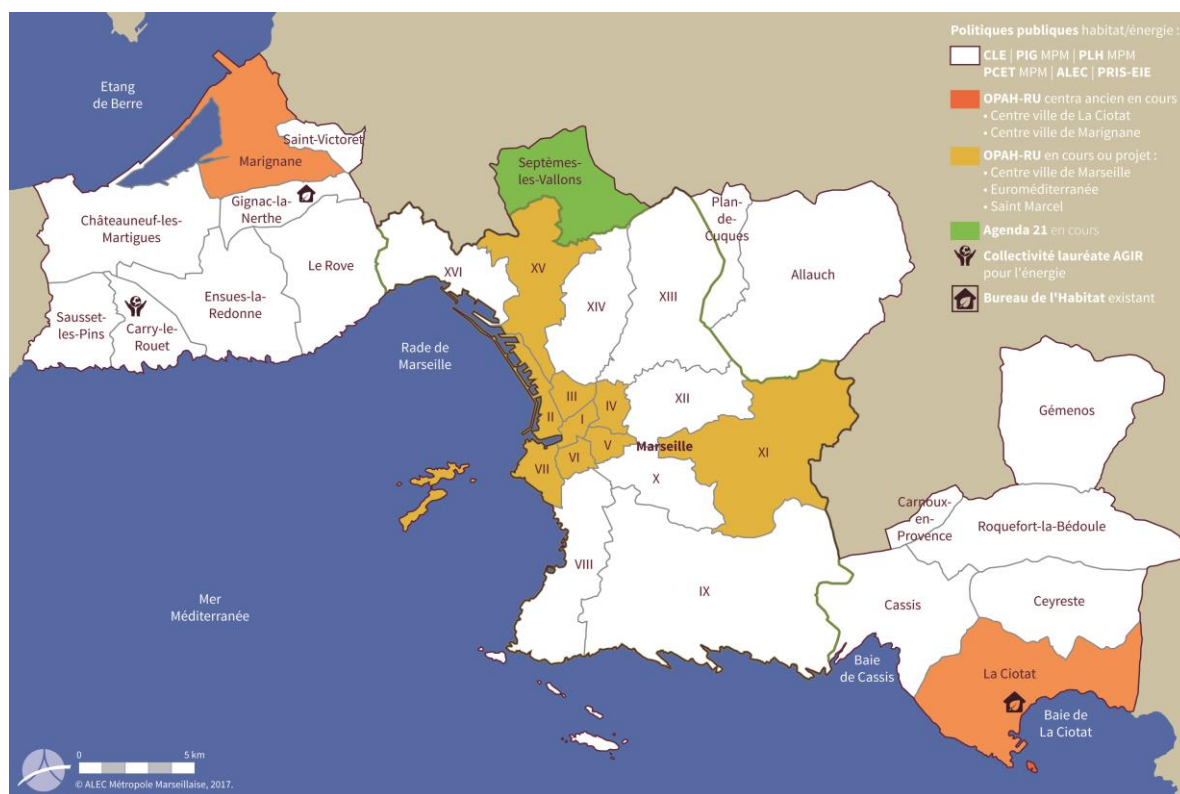 Politiques publiques habitat/énergie :
CLE | PIG MPM | PLH MPM
PCET MPM | ALEC | PRIS-EIE
OPAH-RU centra ancien en cours
• Centre ville de La Ciotat
• Centre ville de Marignane
OPAH-RU en cours ou projet :
• Centre ville de Marseille
• Euroméditerranée
• Saint Marcel
Agenda 21 en cours
Collectivité lauréate AGIR
pour l'énergie
Bureau de l'Habitat existant
Etang
de Berre
Saint-Victoret
Marignane
Septèmes-
les-Vallons
Gignac-la-
Nerthe
Châteauneuf-les-
Martigues
Le Rove
Plan-
de-
Cuques
Allauch
XVI
XV
XIV
XIII
Ensues-la-
Redonne
Sausset-
les-Pins
Carry-le-
Rouet
Rade de
Marseille
III
IV
II
I
V
VI
VII
XII
Marseille
XI
X
Gémenos
Carnoux-
en-
Provence
Roquefort-la-Bédoule
VIII
IX
Mer
Méditerranée
Cassis
Ceyreste
Baie
de Cassis
La Ciotat
Baie de
La Ciotat
0
5 km
© ALEC Métropole Marseillaise, 2017.